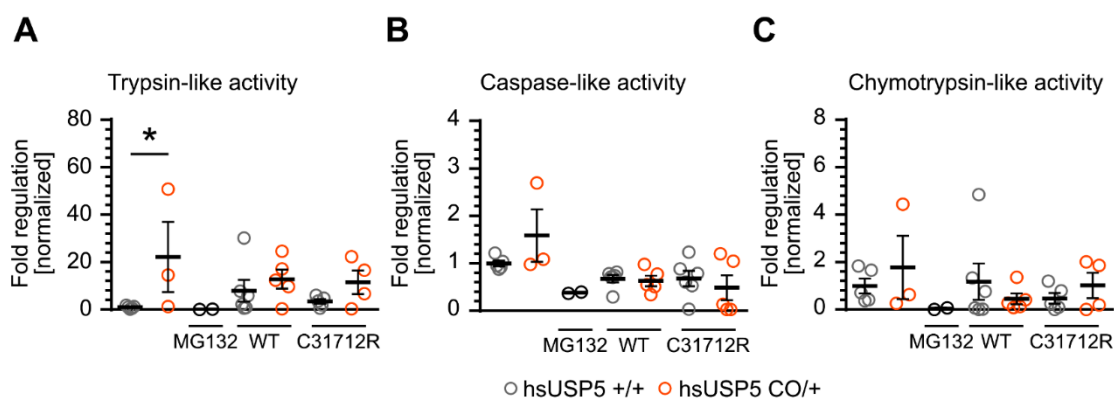 A
Trypsin-like activity
Fold regulation
[normalized]
80
60
40
20
0
*
MG132 WT C31712R
B
Caspase-like activity
Fold regulation
[normalized]
4
3
2
1
0
MG132 WT C31712R
C
Chymotrypsin-like activity
Fold regulation
[normalized]
8
6
4
2
0
MG132 WT C31712R
hsUSP5 +/+ hsUSP5 CO/+